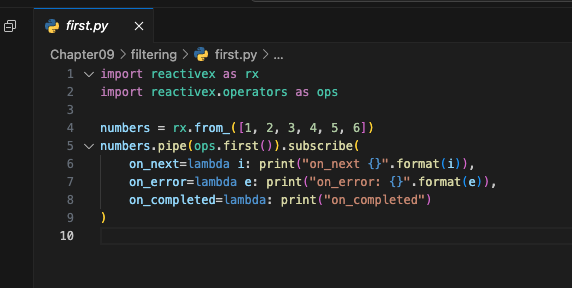 first.py
Chapter09 > filtering > first.py > ...
1 import reactivex as rx
2 import reactivex.operators as ops
3
4 numbers = rx.from_([1, 2, 3, 4, 5, 6])
5 numbers.pipe(ops.first()).subscribe(
6     on_next=lambda i: print("on_next {}".format(i)),
7     on_error=lambda e: print("on_error: {}".format(e)),
8     on_completed=lambda: print("on_completed")
9 )
10